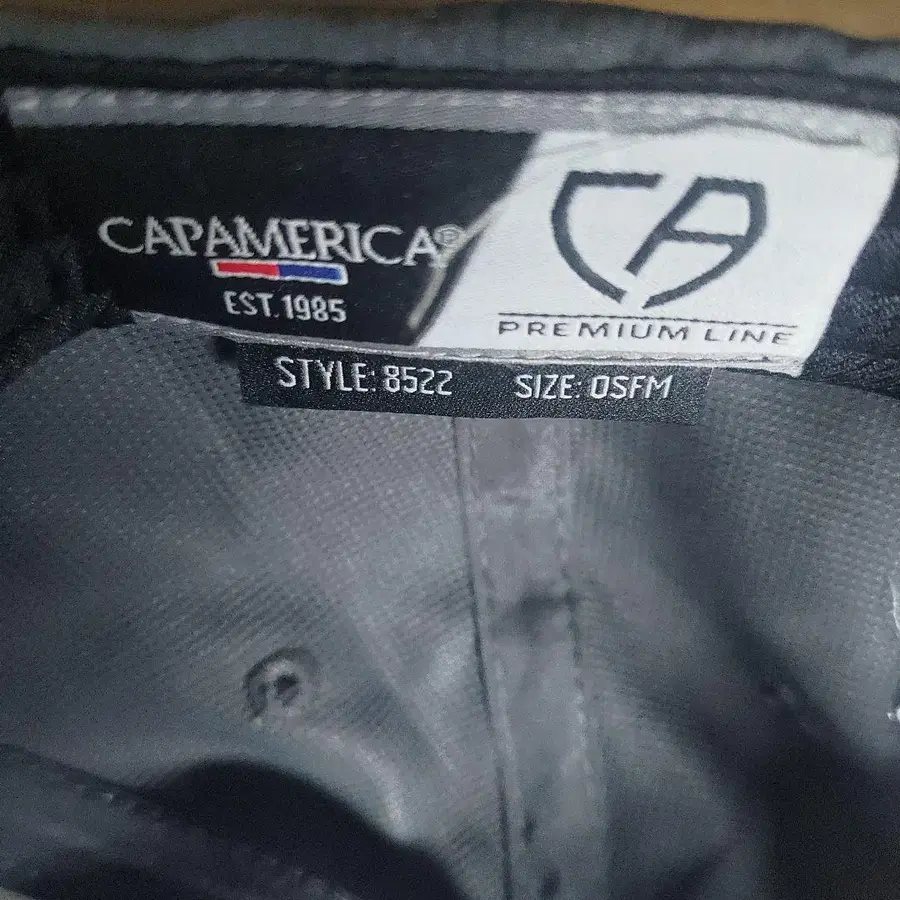 CAPAMERICA®
EST. 1985
CA
PREMIUM LINE
STYLE: 8522 SIZE: OSFM